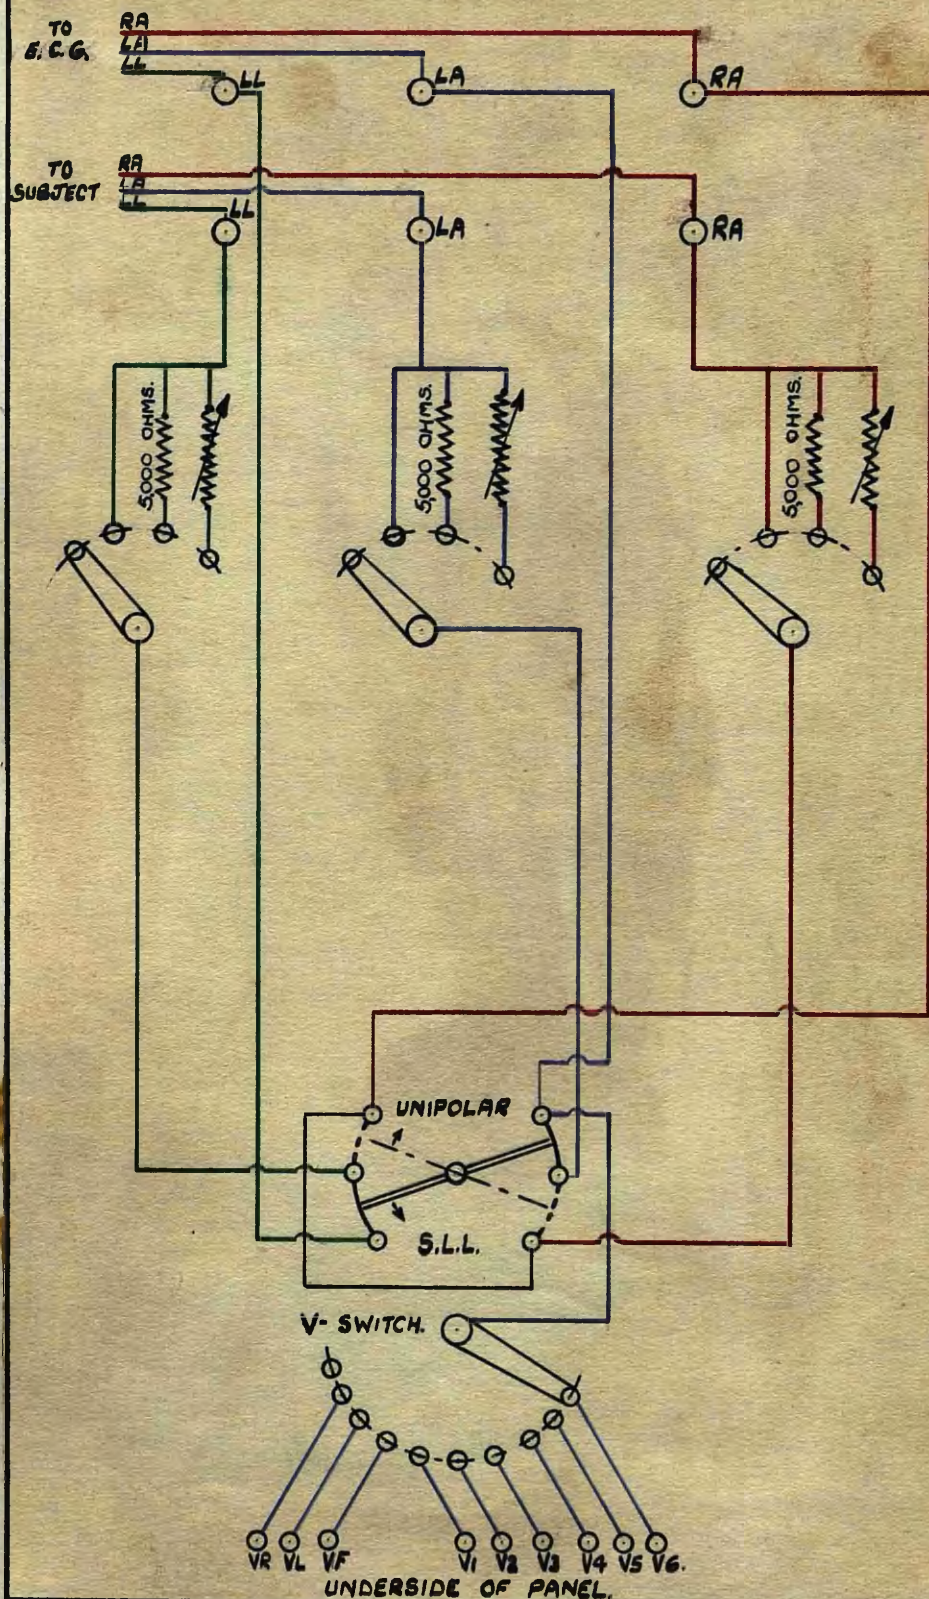 TO
E.C.G.
RA
LA
LL
LL
LA
RA
TO
SUBJECT
RA
LA
LL
LL
LA
RA
5,000 OHMS.
5,000 OHMS.
5,000 OHMS.
UNIPOLAR
S.L.L.
V- SWITCH.
VR VL VF V1 V2 V3 V4 V5 V6.
UNDERSIDE OF PANEL.